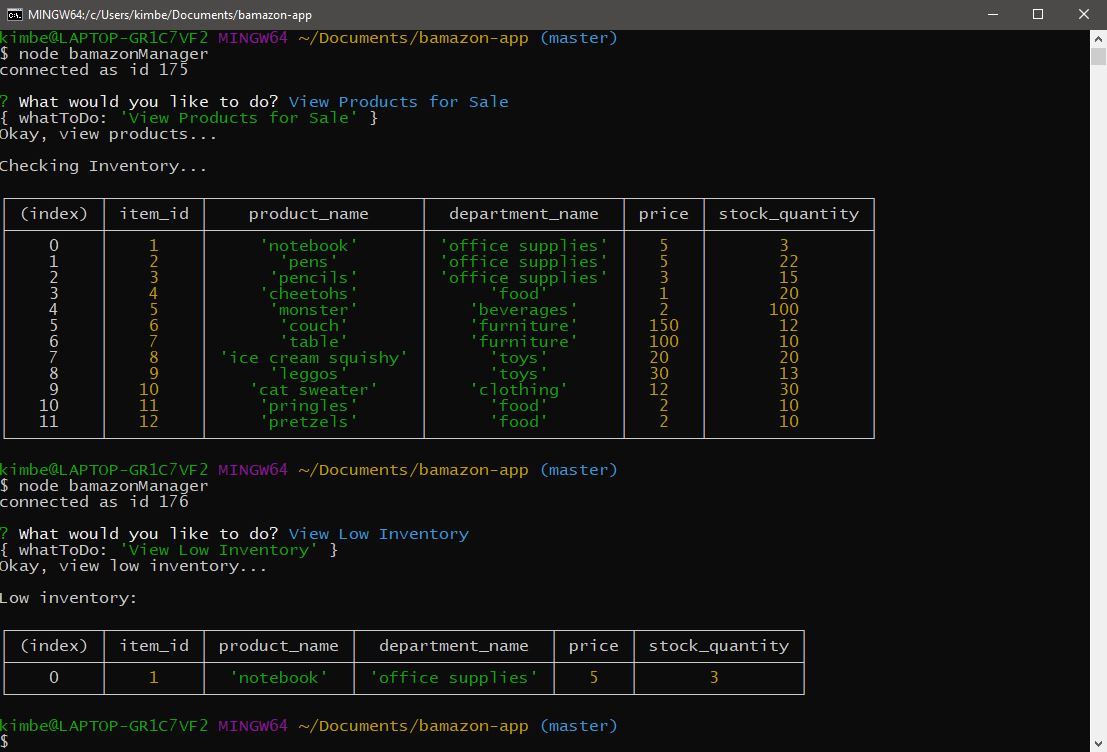 MINGW64:/c/Users/kimbe/Documents/bamazon-app
kimbe@LAPTOP-GR1C7VF2 MINGW64 ~/Documents/bamazon-app (master)
$ node bamazonManager
connected as id 175
? What would you like to do? View Products for Sale
{ whatToDo: 'View Products for Sale' }
Okay, view products...
Checking Inventory...
(index) item_id product_name department_name price stock_quantity
0 1 'notebook' 'office supplies' 5 3
1 2 'pens' 'office supplies' 5 22
2 3 'pencils' 'office supplies' 3 15
3 4 'cheetohs' 'food' 1 20
4 5 'monster' 'beverages' 2 100
5 6 'couch' 'furniture' 150 12
6 7 'table' 'furniture' 100 10
7 8 'ice cream squishy' 'toys' 20 20
8 9 'leggos' 'toys' 30 13
9 10 'cat sweater' 'clothing' 12 30
10 11 'pringles' 'food' 2 10
11 12 'pretzels' 'food' 2 10
kimbe@LAPTOP-GR1C7VF2 MINGW64 ~/Documents/bamazon-app (master)
$ node bamazonManager
connected as id 176
? What would you like to do? View Low Inventory
{ whatToDo: 'View Low Inventory' }
Okay, view low inventory...
Low inventory:
(index) item_id product_name department_name price stock_quantity
0 1 'notebook' 'office supplies' 5 3
kimbe@LAPTOP-GR1C7VF2 MINGW64 ~/Documents/bamazon-app (master)
$